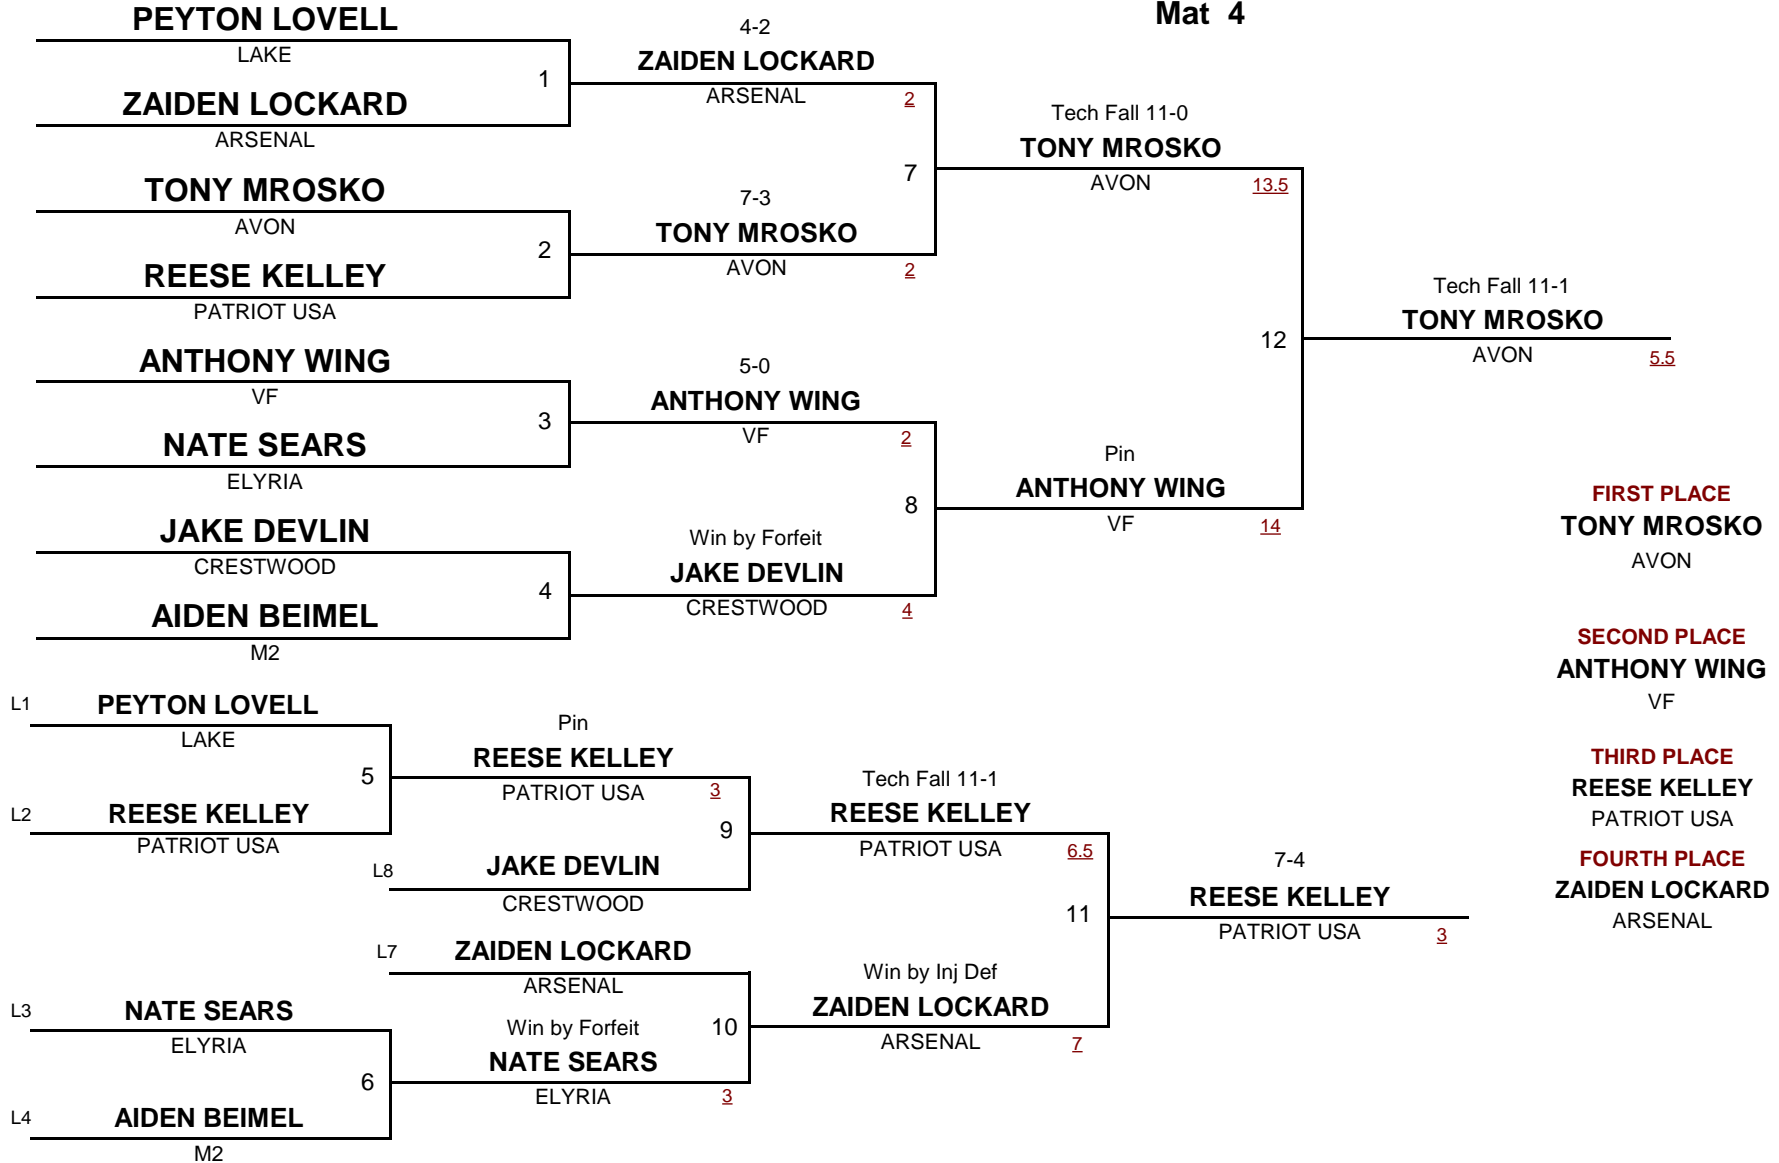 Mat 4
PEYTON LOVELL
LAKE
1
ZAIDEN LOCKARD
ARSENAL
TONY MROSKO
AVON
2
REESE KELLEY
PATRIOT USA
ANTHONY WING
VF
3
NATE SEARS
ELYRIA
JAKE DEVLIN
CRESTWOOD
4
AIDEN BEIMEL
M2
4-2
ZAIDEN LOCKARD
ARSENAL 2
7
7-3
TONY MROSKO
AVON 2
5-0
ANTHONY WING
VF 2
8
Win by Forfeit
JAKE DEVLIN
CRESTWOOD 4
Tech Fall 11-0
TONY MROSKO
AVON 13.5
12
Pin
ANTHONY WING
VF 14
Tech Fall 11-1
TONY MROSKO
AVON 5.5
L1 PEYTON LOVELL
LAKE
5
L2 REESE KELLEY
PATRIOT USA
Pin
REESE KELLEY
PATRIOT USA 3
9
L8 JAKE DEVLIN
CRESTWOOD
L7 ZAIDEN LOCKARD
ARSENAL
10
Win by Forfeit
NATE SEARS
ELYRIA 3
L3 NATE SEARS
ELYRIA
6
L4 AIDEN BEIMEL
M2
Tech Fall 11-1
REESE KELLEY
PATRIOT USA 6.5
11
Win by Inj Def
ZAIDEN LOCKARD
ARSENAL 7
7-4
REESE KELLEY
PATRIOT USA 3
FIRST PLACE
TONY MROSKO
AVON
SECOND PLACE
ANTHONY WING
VF
THIRD PLACE
REESE KELLEY
PATRIOT USA
FOURTH PLACE
ZAIDEN LOCKARD
ARSENAL